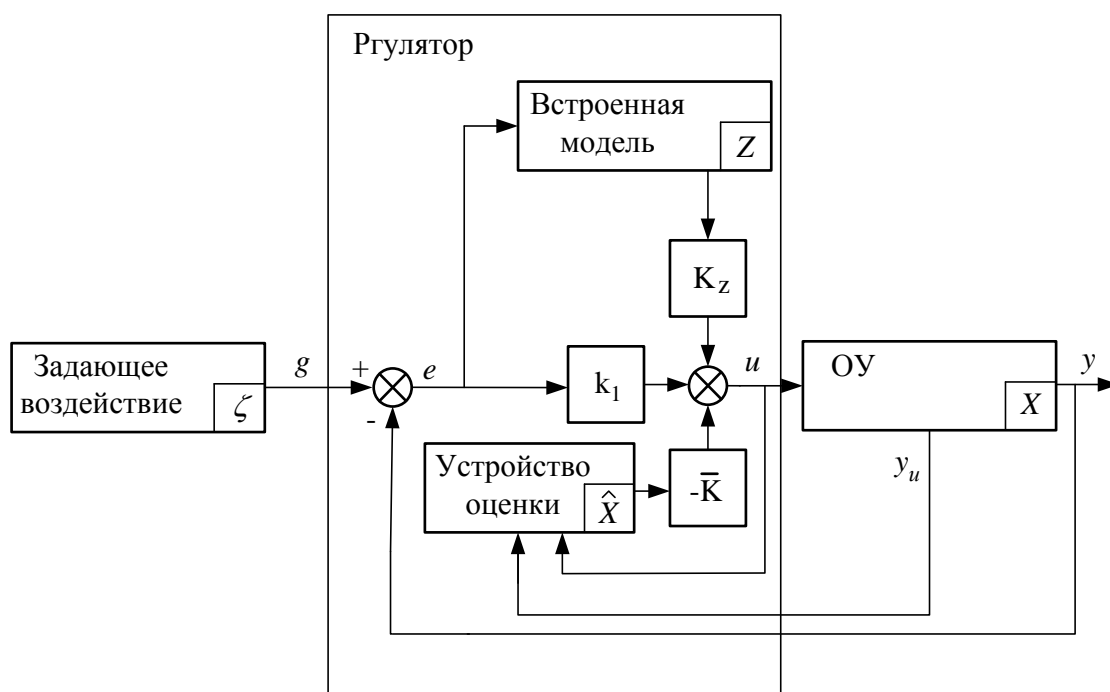 Ргулятор
Встроенная
модель
Z
K_z
Задающее
воздействие
ζ
g
+
-
e
k_1
u
ОУ
X
y
Устройство
оценки
X̂
-K̅
y_u